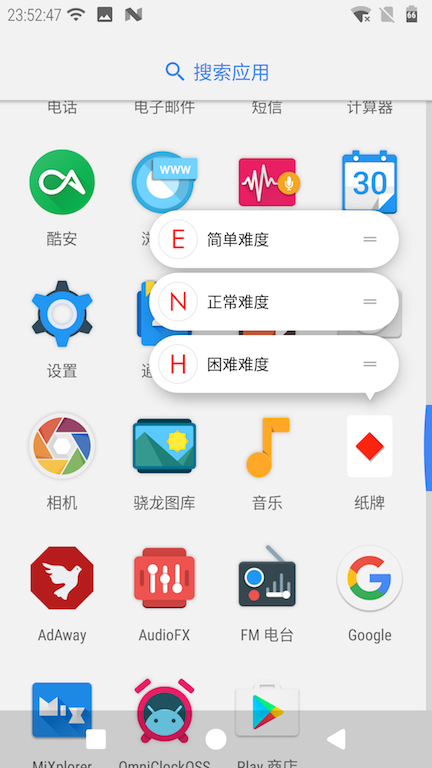 23:52:47
66
搜索应用
电话
电子邮件
短信
计算器
WWW
30
酷安
浏
E 简单难度
N 正常难度
H 困难难度
设置
通
相机
骁龙图库
音乐
纸牌
AdAway
AudioFX
FM 电台
Google
MiX
MiXplorer
OmniClockOSS
Play 商店